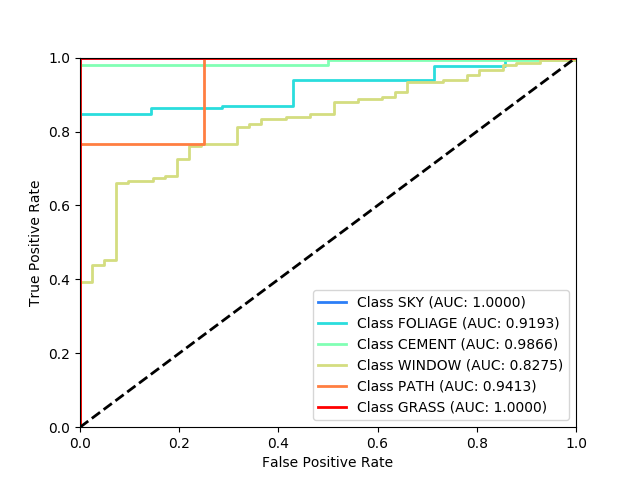 1.0
0.8
0.6
0.4
0.2
0.0
True Positive Rate
Class SKY (AUC: 1.0000)
Class FOLIAGE (AUC: 0.9193)
Class CEMENT (AUC: 0.9866)
Class WINDOW (AUC: 0.8275)
Class PATH (AUC: 0.9413)
Class GRASS (AUC: 1.0000)
0.0 0.2 0.4 0.6 0.8 1.0
False Positive Rate